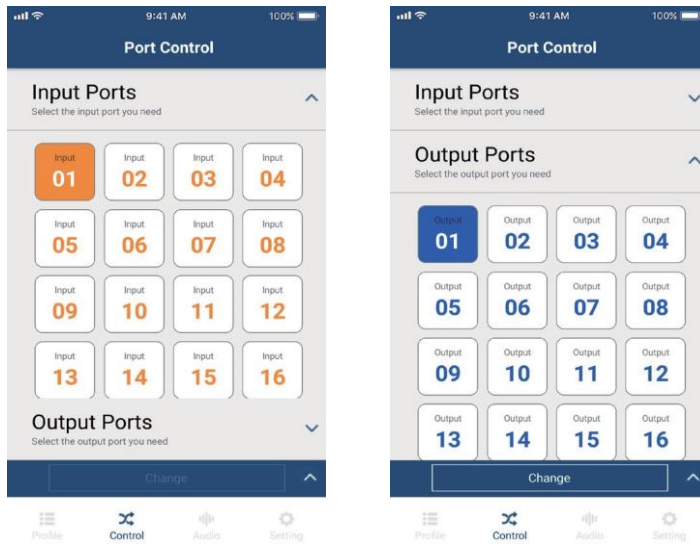 9:41 AM 100%
Port Control
Input Ports
Select the input port you need
Input Input Input Input
01 02 03 04
Input Input Input Input
05 06 07 08
Input Input Input Input
09 10 11 12
Input Input Input Input
13 14 15 16
Output Ports
Select the output port you need
Change
Profile Control Audio Setting
9:41 AM 100%
Port Control
Input Ports
Select the input port you need
Output Ports
Select the output port you need
Output Output Output Output
01 02 03 04
Output Output Output Output
05 06 07 08
Output Output Output Output
09 10 11 12
Output Output Output Output
13 14 15 16
Change
Profile Control Audio Setting